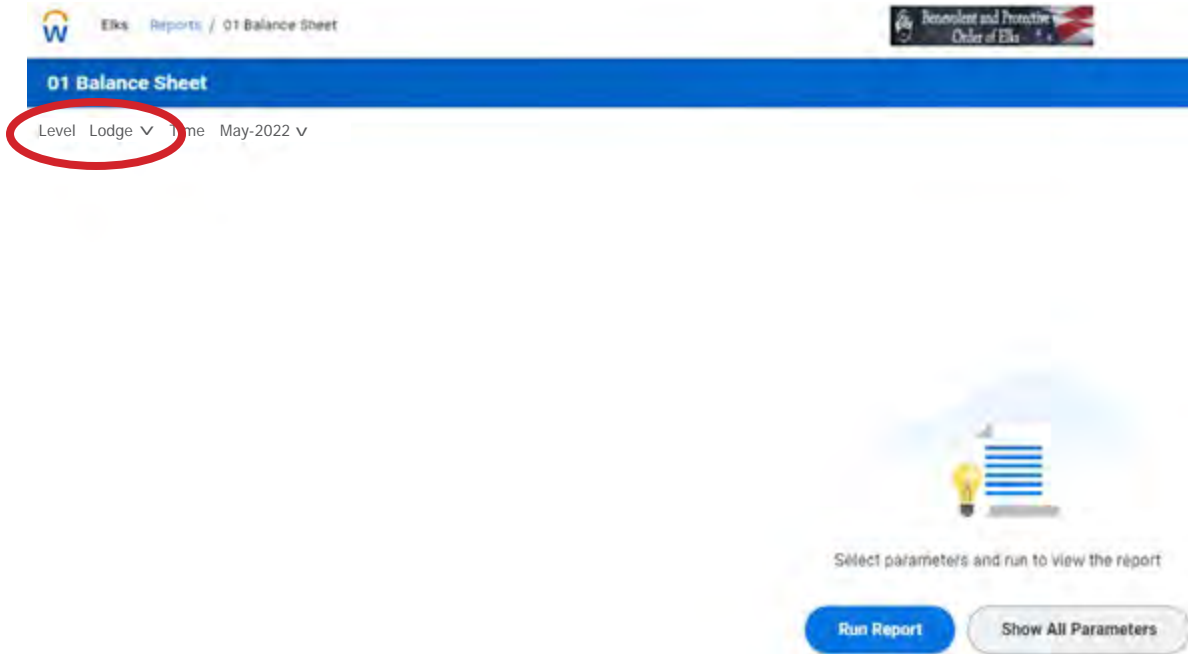 Elks Reports / 01 Balance Sheet
Benevolent and Protective
Order of Elks
01 Balance Sheet
Level Lodge Time May-2022
Select parameters and run to view the report
Run Report Show All Parameters